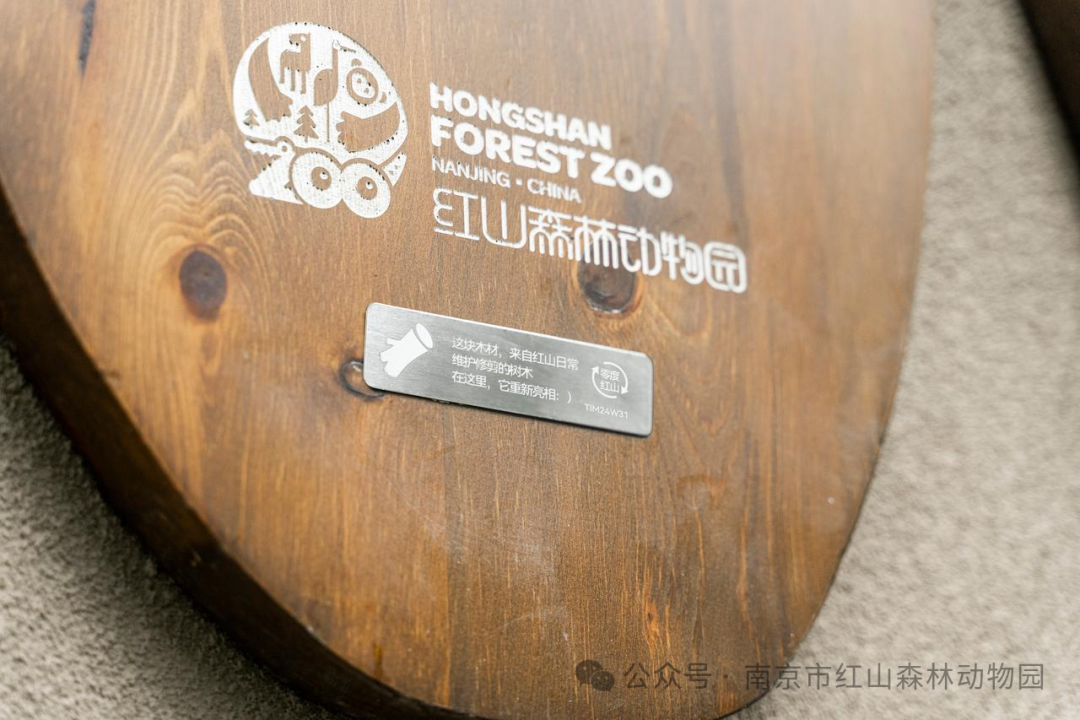 ZOO
HONGSHAN
FOREST ZOO
NANJING · CHINA
红山森林动物园
这块木材，来自红山日常
维护修剪的树木
在这里，它重新亮相：）
零度
红山
TIM24W31
公众号 · 南京市红山森林动物园